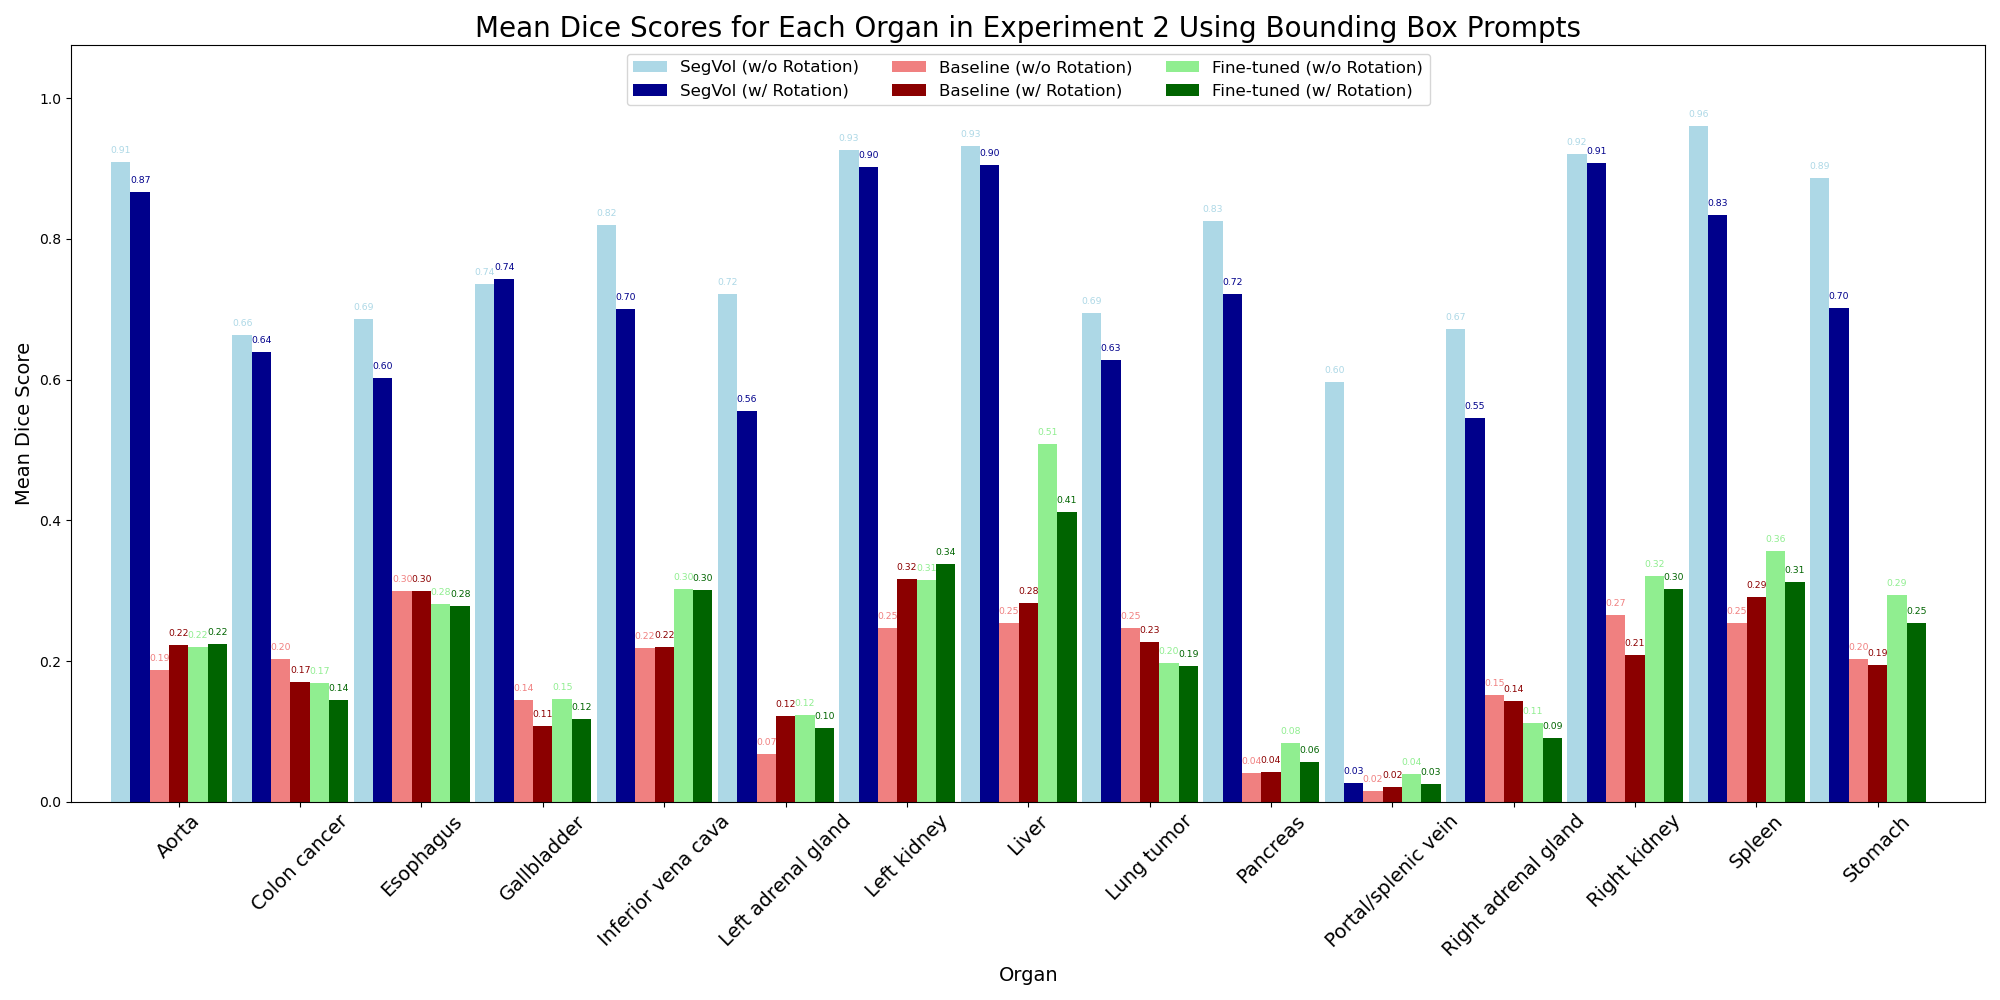 Mean Dice Scores for Each Organ in Experiment 2 Using Bounding Box Prompts
SegVol (w/o Rotation) Baseline (w/o Rotation) Fine-tuned (w/o Rotation)
SegVol (w/ Rotation) Baseline (w/ Rotation) Fine-tuned (w/ Rotation)
Mean Dice Score
1.0
0.8
0.6
0.4
0.2
0.0
0.91 0.87 0.19 0.22 0.22 0.22
0.66 0.64 0.20 0.17 0.17 0.14
0.69 0.60 0.30 0.30 0.28 0.28
0.74 0.74 0.14 0.11 0.15 0.12
0.82 0.70 0.22 0.22 0.30 0.30
0.72 0.56 0.07 0.12 0.12 0.10
0.93 0.90 0.25 0.32 0.31 0.34
0.93 0.90 0.25 0.28 0.51 0.41
0.69 0.63 0.25 0.23 0.20 0.19
0.83 0.72 0.04 0.04 0.08 0.06
0.60 0.03 0.02 0.02 0.04 0.03
0.67 0.55 0.15 0.14 0.11 0.09
0.92 0.91 0.27 0.21 0.32 0.30
0.96 0.83 0.25 0.29 0.36 0.31
0.89 0.70 0.20 0.19 0.29 0.25
Aorta
Colon cancer
Esophagus
Gallbladder
Inferior vena cava
Left adrenal gland
Left kidney
Liver
Lung tumor
Pancreas
Portal/splenic vein
Right adrenal gland
Right kidney
Spleen
Stomach
Organ